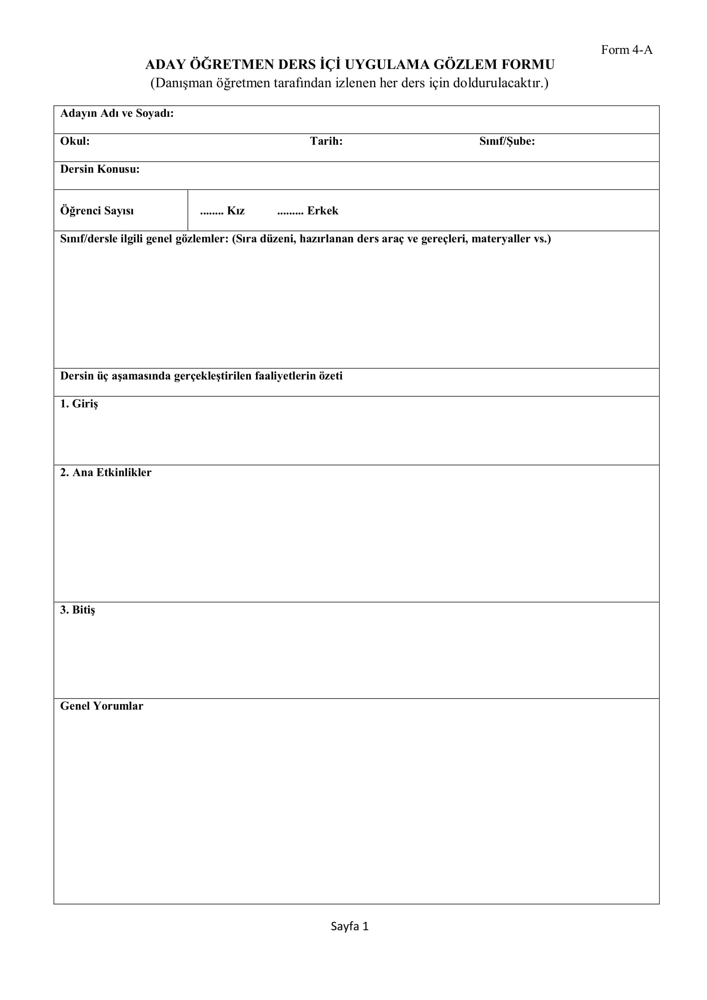 Form 4-A
ADAY ÖĞRETMEN DERS İÇİ UYGULAMA GÖZLEM FORMU
(Danışman öğretmen tarafından izlenen her ders için doldurulacaktır.)
Adayın Adı ve Soyadı:
Okul: Tarih: Sınıf/Şube:
Dersin Konusu:
Öğrenci Sayısı ........ Kız ......... Erkek
Sınıf/dersle ilgili genel gözlemler: (Sıra düzeni, hazırlanan ders araç ve gereçleri, materyaller vs.)
Dersin üç aşamasında gerçekleştirilen faaliyetlerin özeti
1. Giriş
2. Ana Etkinlikler
3. Bitiş
Genel Yorumlar
Sayfa 1